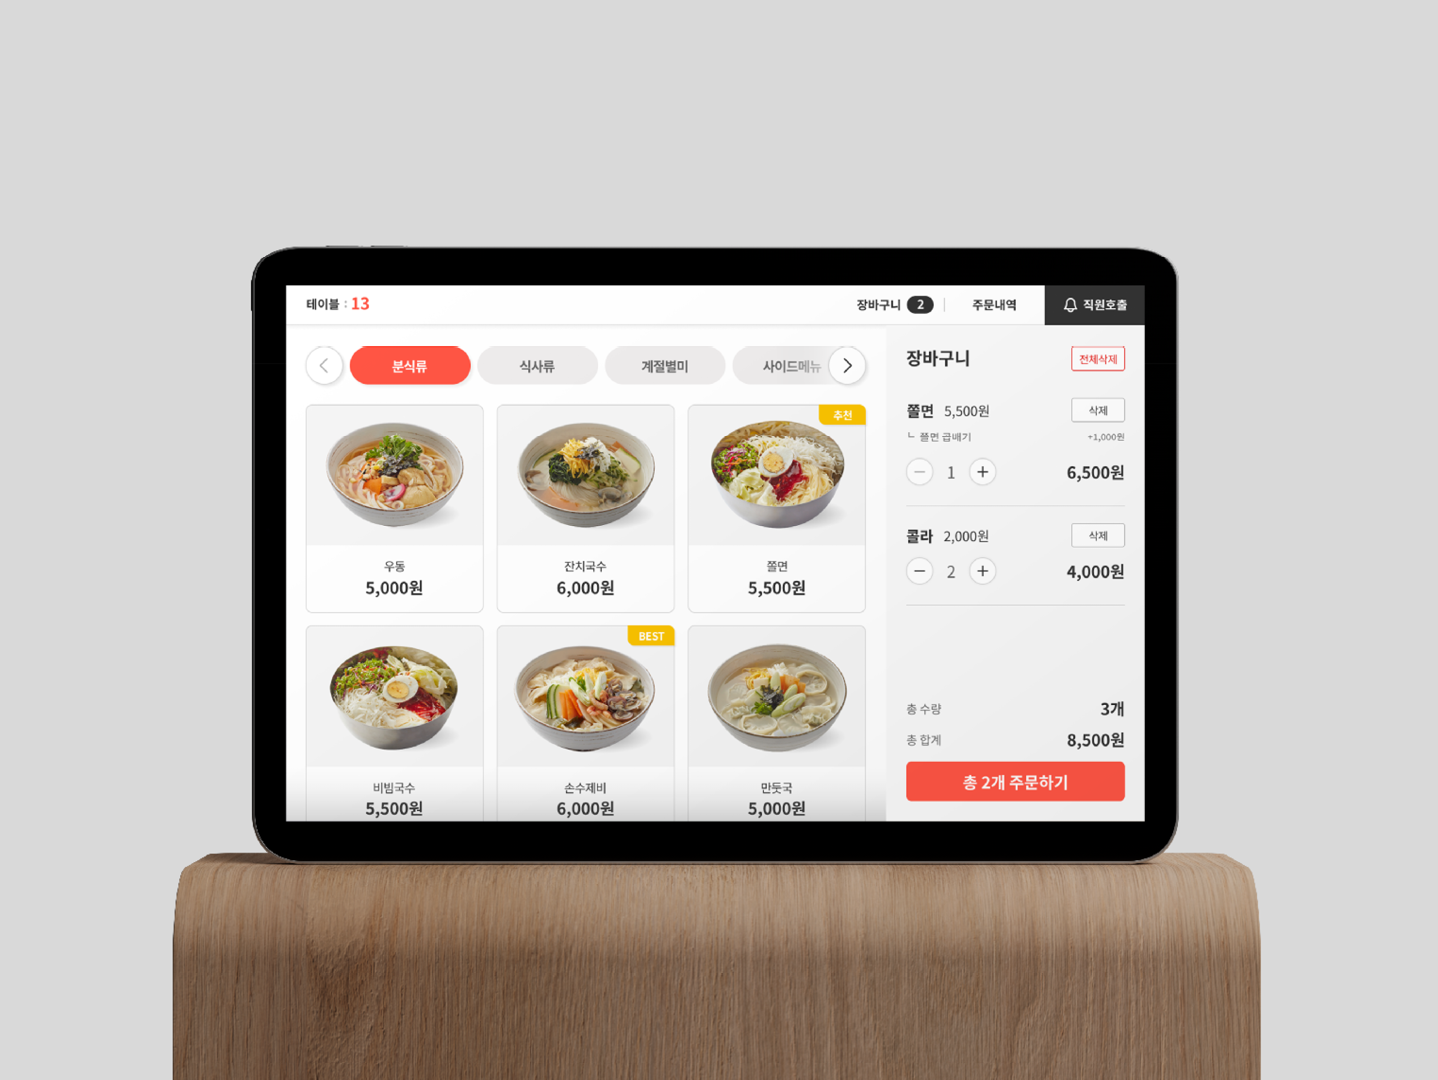 테이블 : 13
장바구니 2
주문내역
직원호출
분식류
식사류
계절별미
사이드메뉴
우동
5,000원
잔치국수
6,000원
추천
쫄면
5,500원
비빔국수
5,500원
BEST
손수제비
6,000원
만둣국
5,000원
장바구니
전체삭제
쫄면 5,500원
삭제
ㄴ 쫄면 곱빼기
+1,000원
1
6,500원
콜라 2,000원
삭제
2
4,000원
총 수량
3개
총 합계
8,500원
총 2개 주문하기